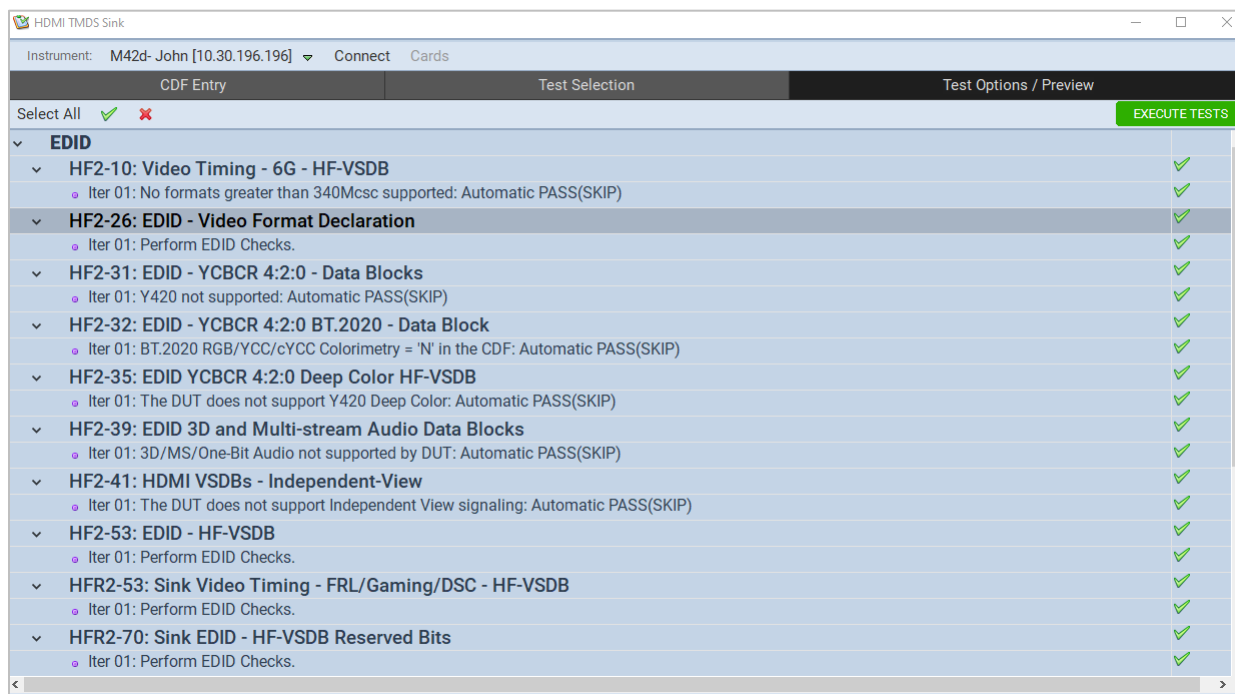 HDMI TMDS Sink
Instrument: M42d- John [10.30.196.196] Connect Cards
CDF Entry Test Selection Test Options / Preview
Select All EXECUTE TESTS
EDID
HF2-10: Video Timing - 6G - HF-VSDB
Iter 01: No formats greater than 340Mcsc supported: Automatic PASS(SKIP)
HF2-26: EDID - Video Format Declaration
Iter 01: Perform EDID Checks.
HF2-31: EDID - YCBCR 4:2:0 - Data Blocks
Iter 01: Y420 not supported: Automatic PASS(SKIP)
HF2-32: EDID - YCBCR 4:2:0 BT.2020 - Data Block
Iter 01: BT.2020 RGB/YCC/cYCC Colorimetry = 'N' in the CDF: Automatic PASS(SKIP)
HF2-35: EDID YCBCR 4:2:0 Deep Color HF-VSDB
Iter 01: The DUT does not support Y420 Deep Color: Automatic PASS(SKIP)
HF2-39: EDID 3D and Multi-stream Audio Data Blocks
Iter 01: 3D/MS/One-Bit Audio not supported by DUT: Automatic PASS(SKIP)
HF2-41: HDMI VSDBs - Independent-View
Iter 01: The DUT does not support Independent View signaling: Automatic PASS(SKIP)
HF2-53: EDID - HF-VSDB
Iter 01: Perform EDID Checks.
HFR2-53: Sink Video Timing - FRL/Gaming/DSC - HF-VSDB
Iter 01: Perform EDID Checks.
HFR2-70: Sink EDID - HF-VSDB Reserved Bits
Iter 01: Perform EDID Checks.